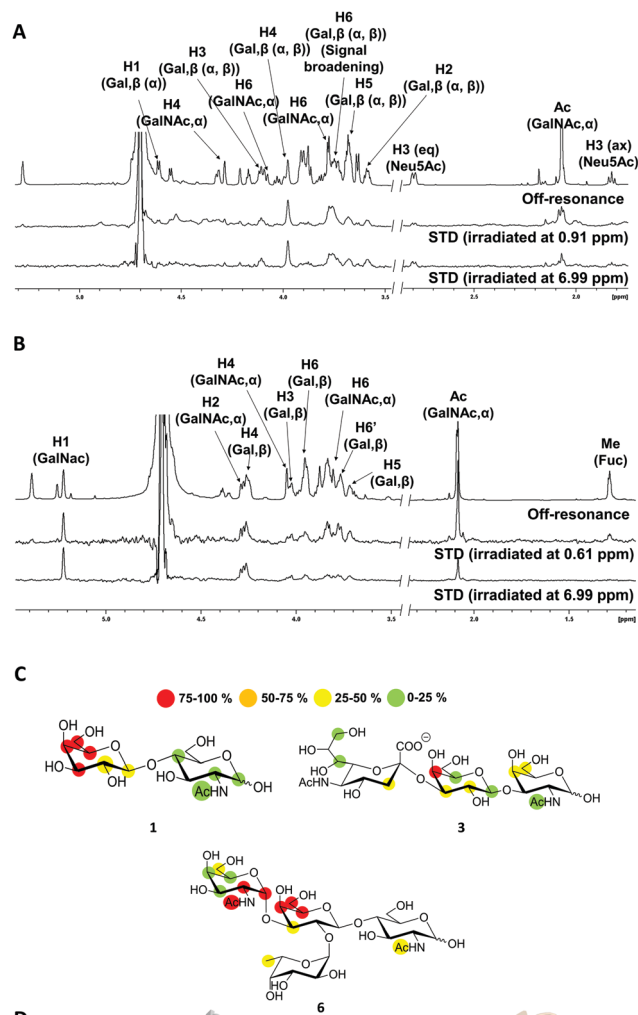 A
H1
(Gal,β (α))
H4
(GalNAc,α)
H3
(Gal,β (α, β))
H6
(GalNAc,α)
H4
(Gal,β (α, β))
H6
(GalNAc,α)
H6
(Gal,β (α, β))
(Signal
broadening)
H5
(Gal,β (α, β))
H2
(Gal,β (α, β))
H3 (eq)
(Neu5Ac)
Ac
(GalNAc,α)
H3 (ax)
(Neu5Ac)
Off-resonance
STD (irradiated at 0.91 ppm)
STD (irradiated at 6.99 ppm)
5.0 4.5 4.0 3.5 2.5 2.0 [ppm]
B
H1
(GalNac)
H2
(GalNAc,α)
H4
(Gal,β)
H4
(GalNAc,α)
H3
(Gal,β)
H6
(Gal,β)
H6
(GalNAc,α)
H6’
(Gal,β)
H5
(Gal,β)
Ac
(GalNAc,α)
Me
(Fuc)
Off-resonance
STD (irradiated at 0.61 ppm)
STD (irradiated at 6.99 ppm)
5.0 4.5 4.0 3.5 2.0 1.5 [ppm]
C
75-100 % 50-75 % 25-50 % 0-25 %
OH
OH
HO
O
OH
O
OH
O
HO
AcHN
OH
1
OH
OH
HO
AcHN
HO
O
COO⊖
O
OH
OH
O
OH
O
OH
OH
O
AcHN
OH
3
OH
OH
O
HO
AcHN
O
OH
OH
O
O
O
OH
O
HO
AcHN
OH
O
OH
HO
OH
6